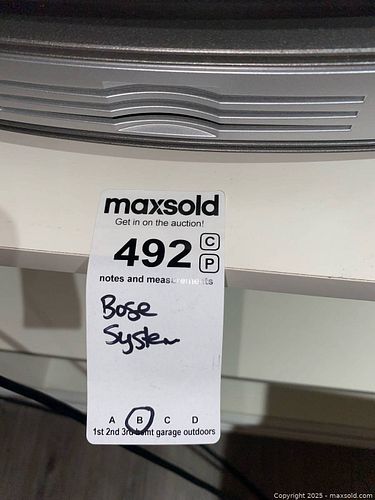 maxsold
Get in on the auction!
492 C
P
notes and measurements
Bose
System
A B C D
1st 2nd 3rd bsmt garage outdoors
Copyright 2025 - maxsold.com